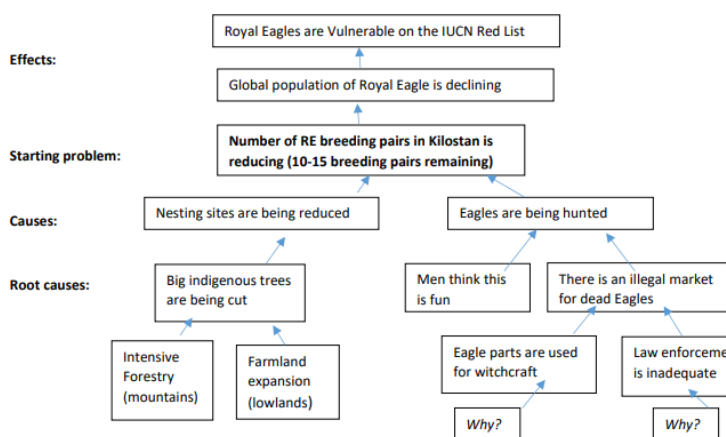 Royal Eagles are Vulnerable on the IUCN Red List
Effects:
Global population of Royal Eagle is declining
Number of RE breeding pairs in Kilostan is
reducing (10-15 breeding pairs remaining)
Starting problem:
Causes:
Nesting sites are being reduced
Eagles are being hunted
Root causes:
Big indigenous trees
are being cut
Men think this
is fun
There is an illegal market
for dead Eagles
Intensive
Forestry
(mountains)
Farmland
expansion
(lowlands)
Eagle parts are used
for witchcraft
Law enforceme
is inadequate
Why?
Why?